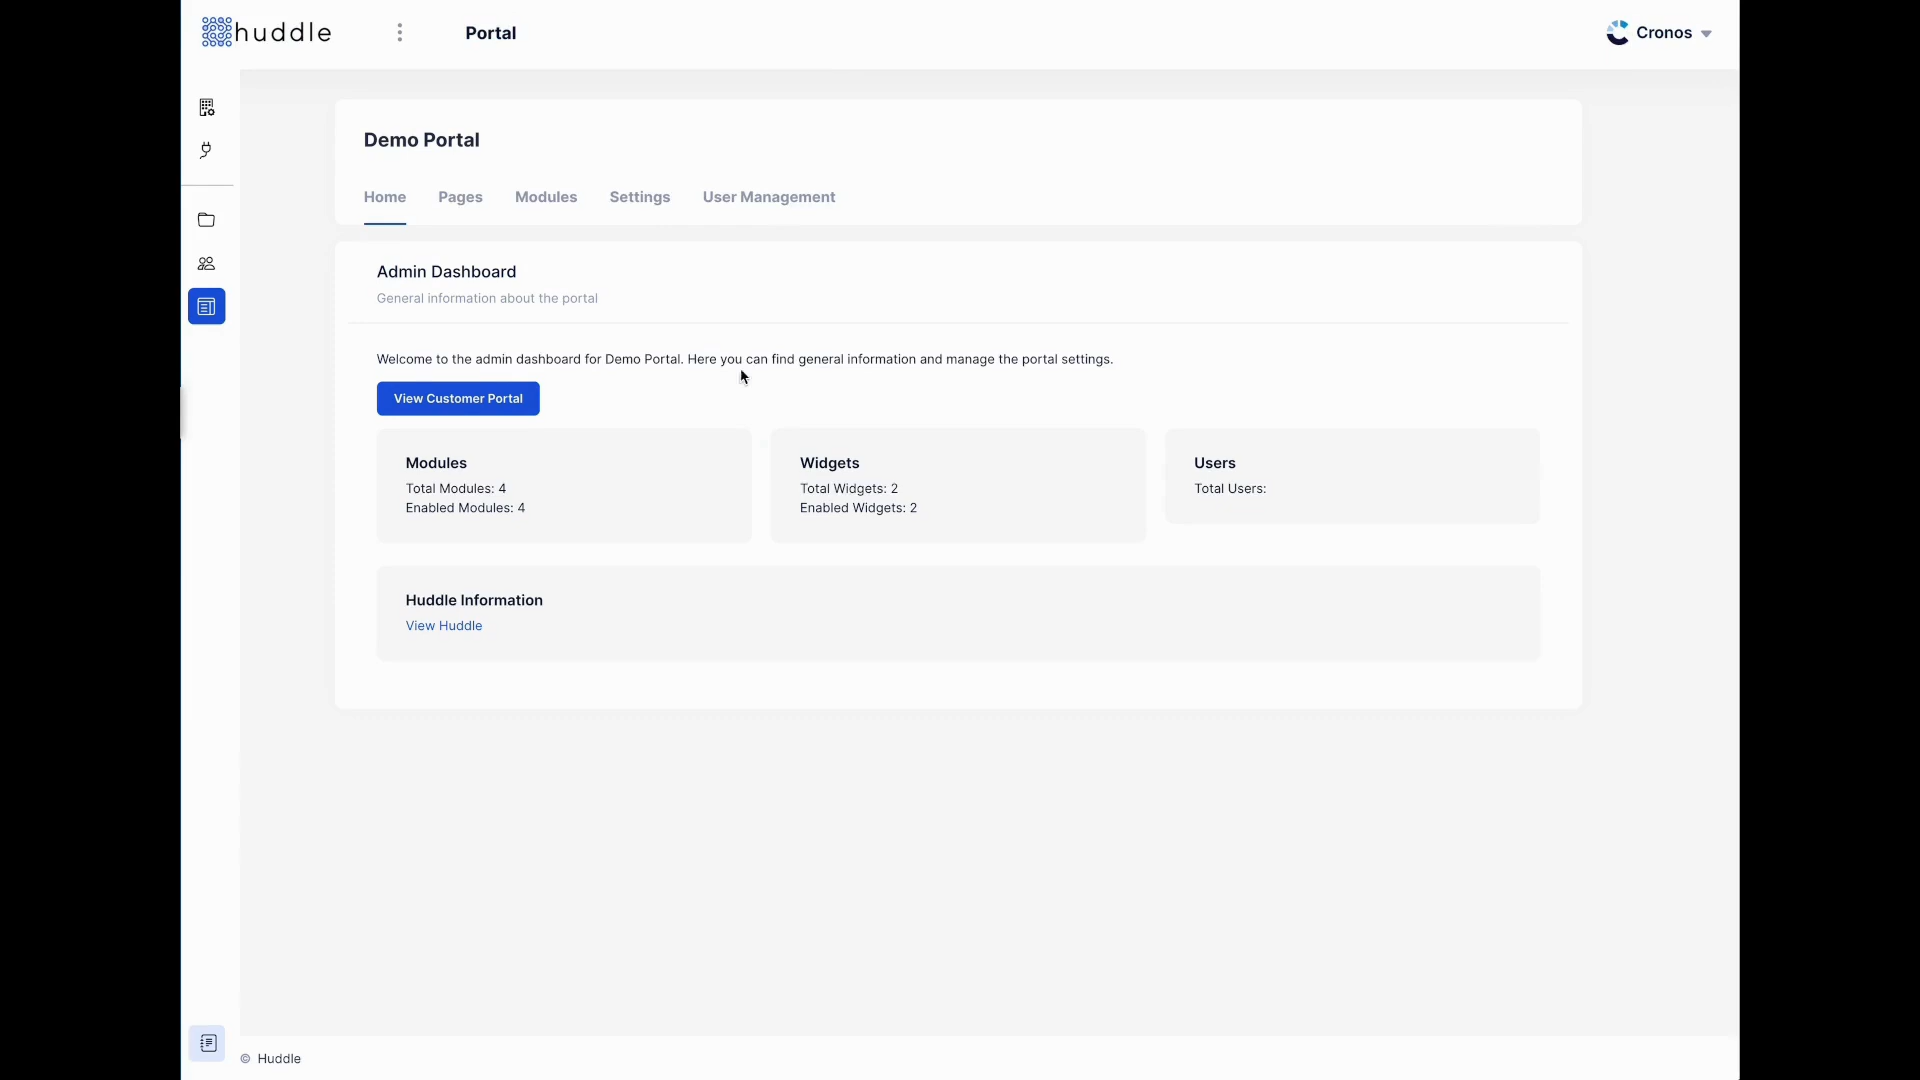 huddle
Portal
Cronos
Demo Portal
Home Pages Modules Settings User Management
Admin Dashboard
General information about the portal
Welcome to the admin dashboard for Demo Portal. Here you can find general information and manage the portal settings.
View Customer Portal
Modules
Total Modules: 4
Enabled Modules: 4
Widgets
Total Widgets: 2
Enabled Widgets: 2
Users
Total Users:
Huddle Information
View Huddle
© Huddle